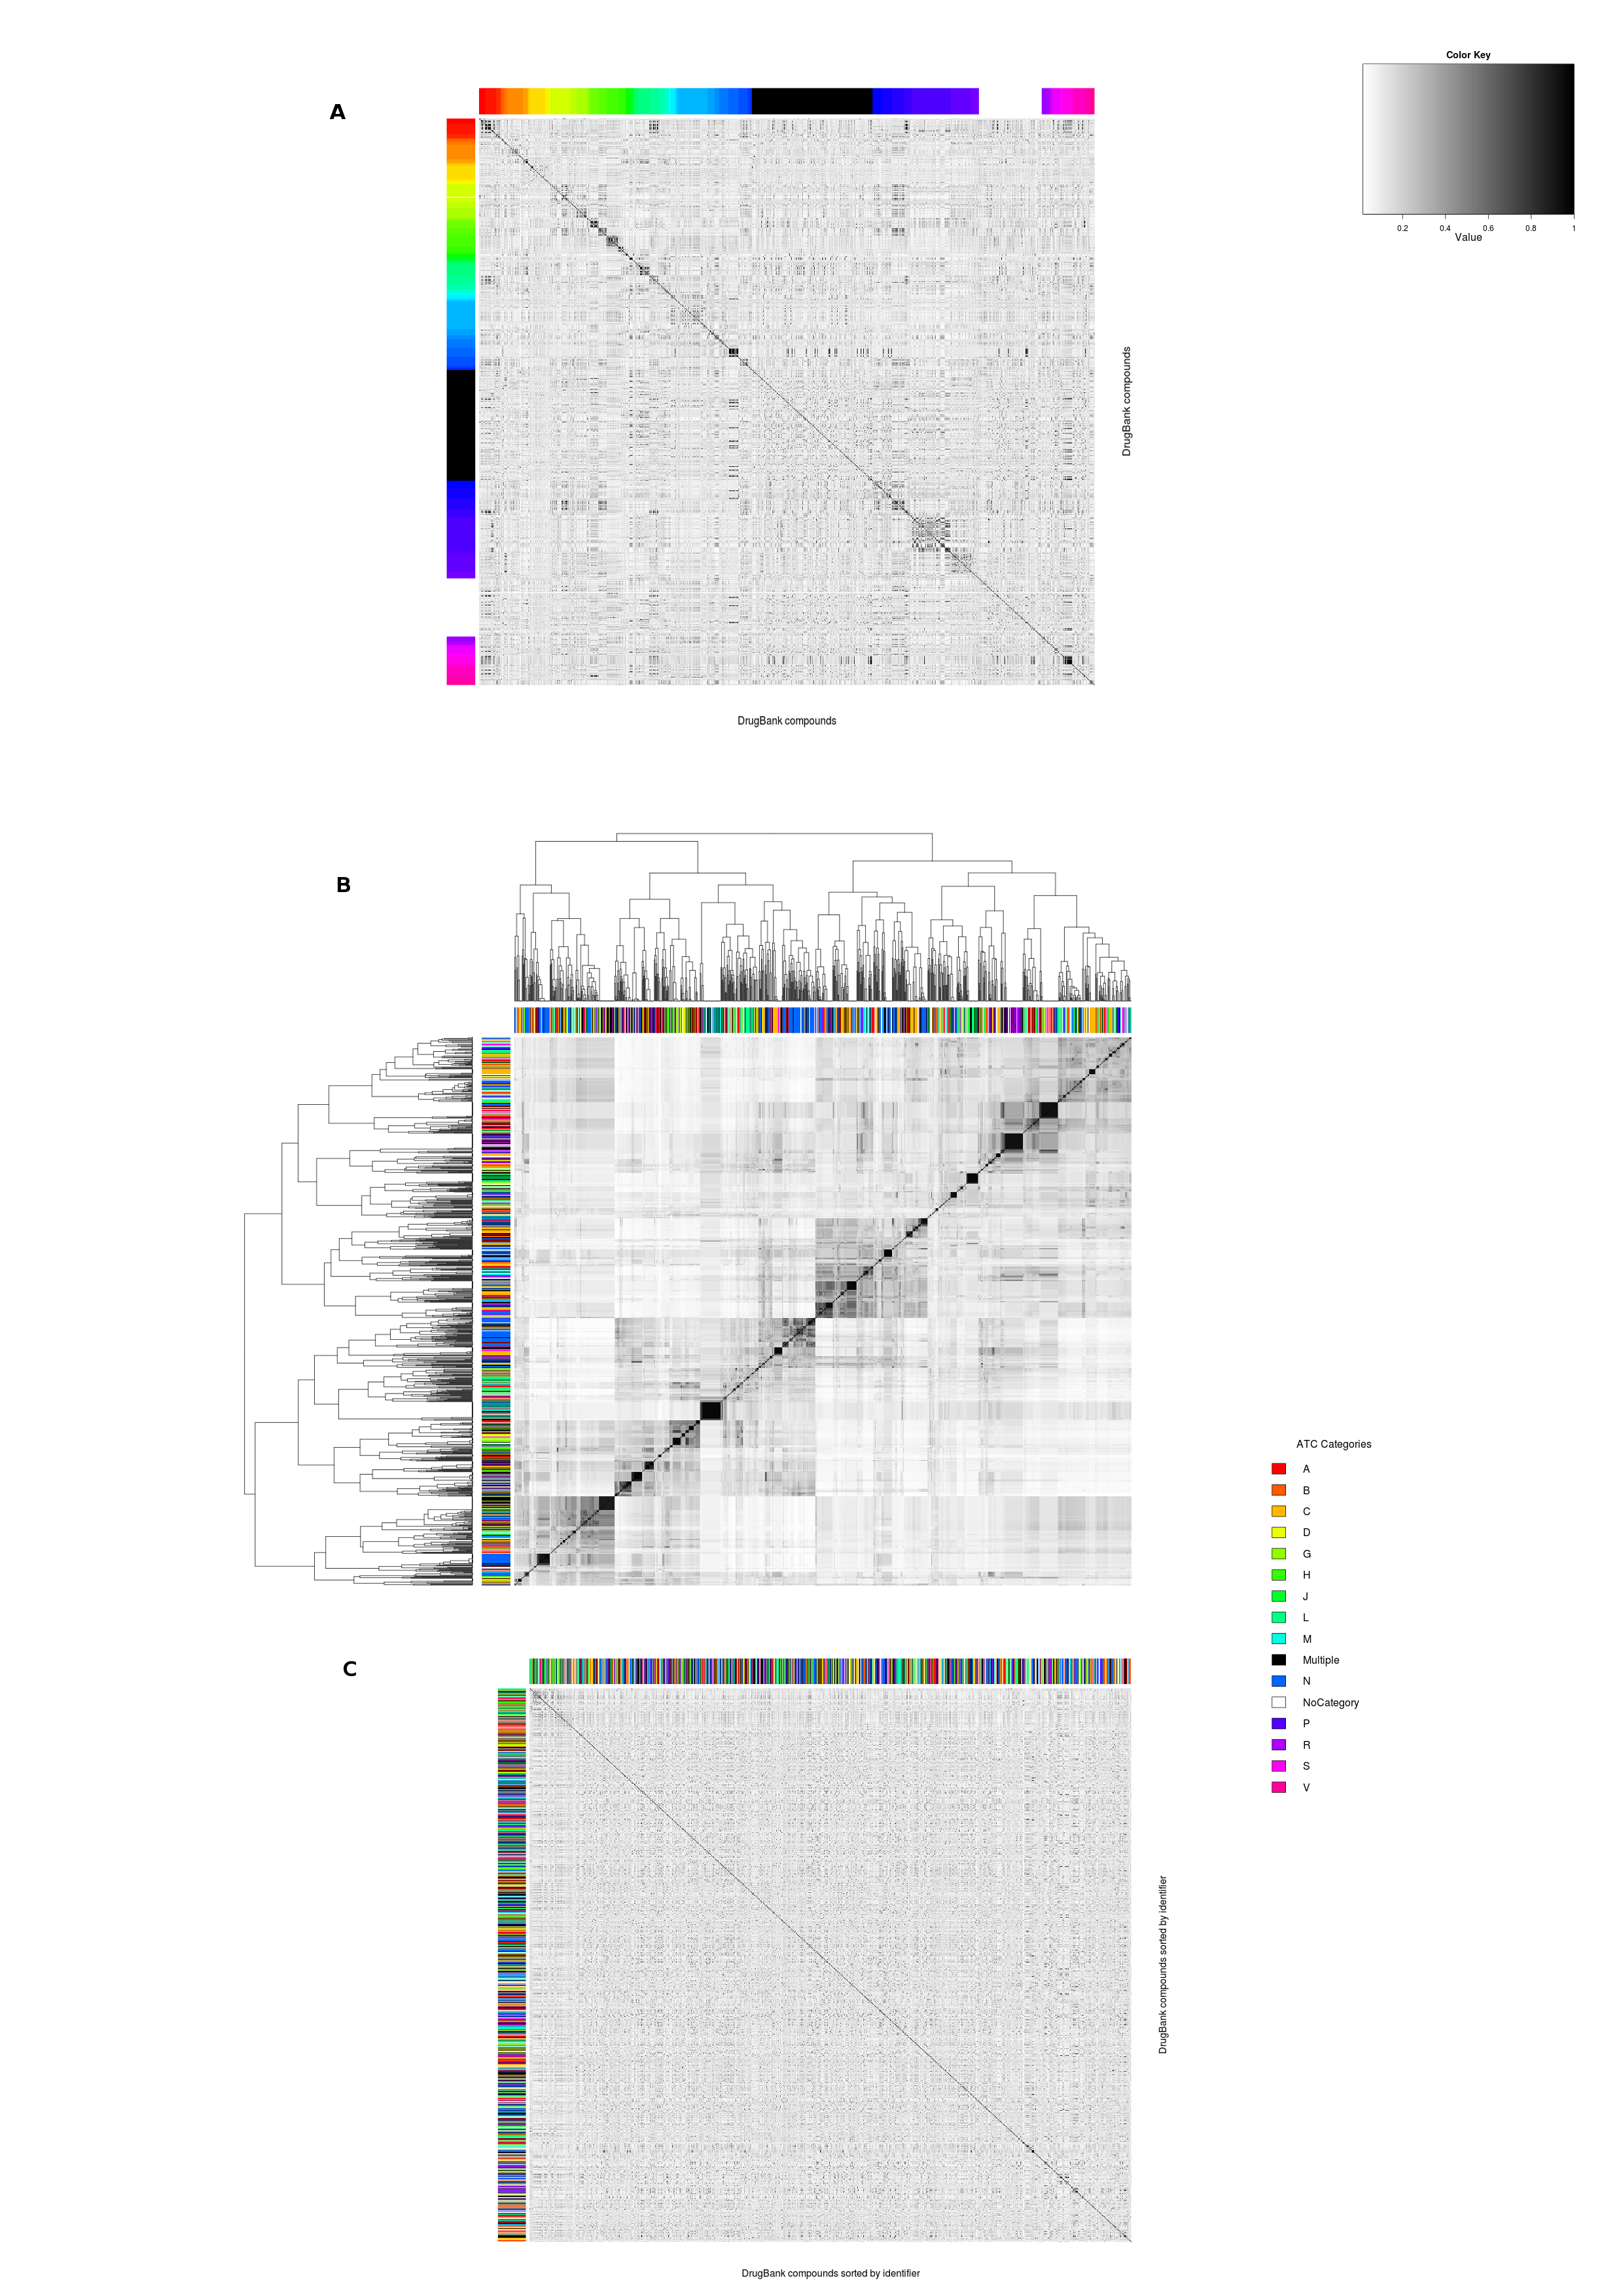 Color Key
0.2 0.4 0.6 0.8 1
Value
A
DrugBank compounds
DrugBank compounds
B
ATC Categories
A
B
C
D
G
H
J
L
M
Multiple
N
NoCategory
P
R
S
V
C
DrugBank compounds sorted by identifier
DrugBank compounds sorted by identifier